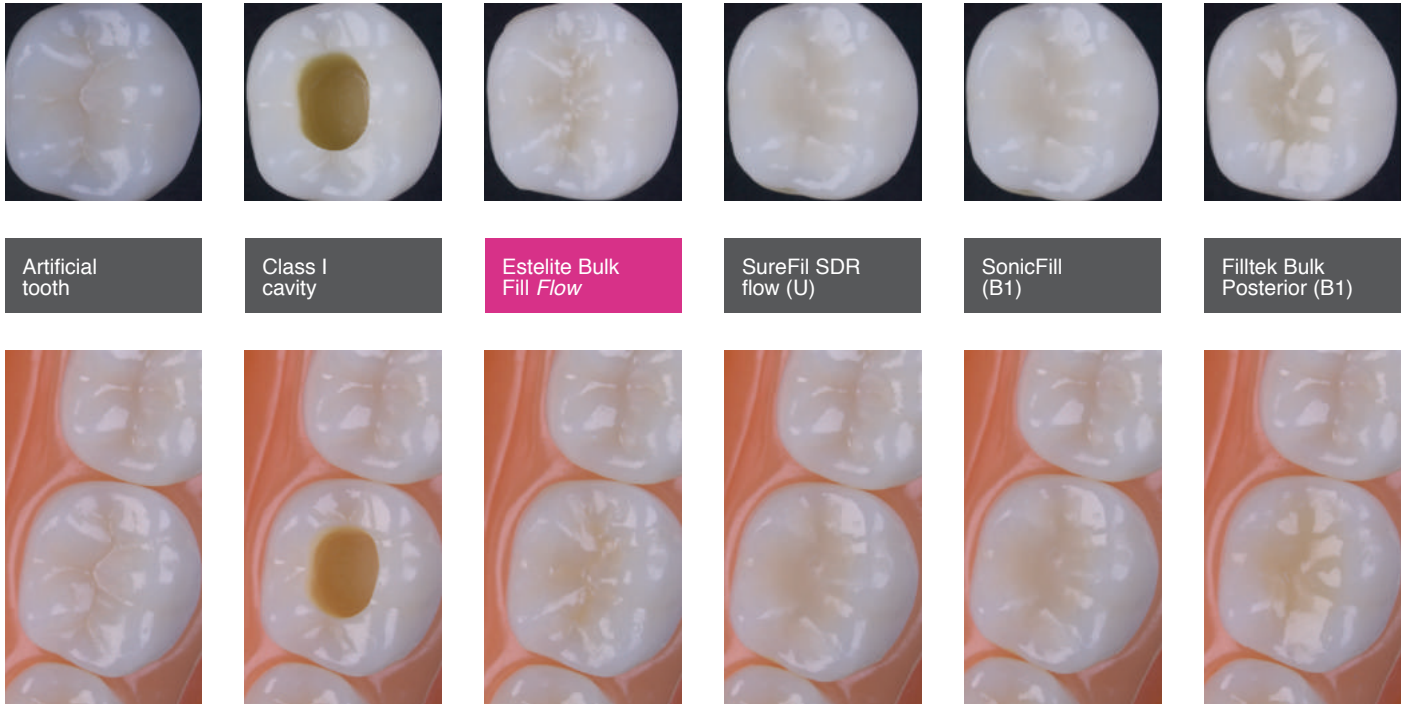 Artificial
tooth
Class I
cavity
Estelite Bulk
Fill Flow
SureFil SDR
flow (U)
SonicFill
(B1)
Filltek Bulk
Posterior (B1)